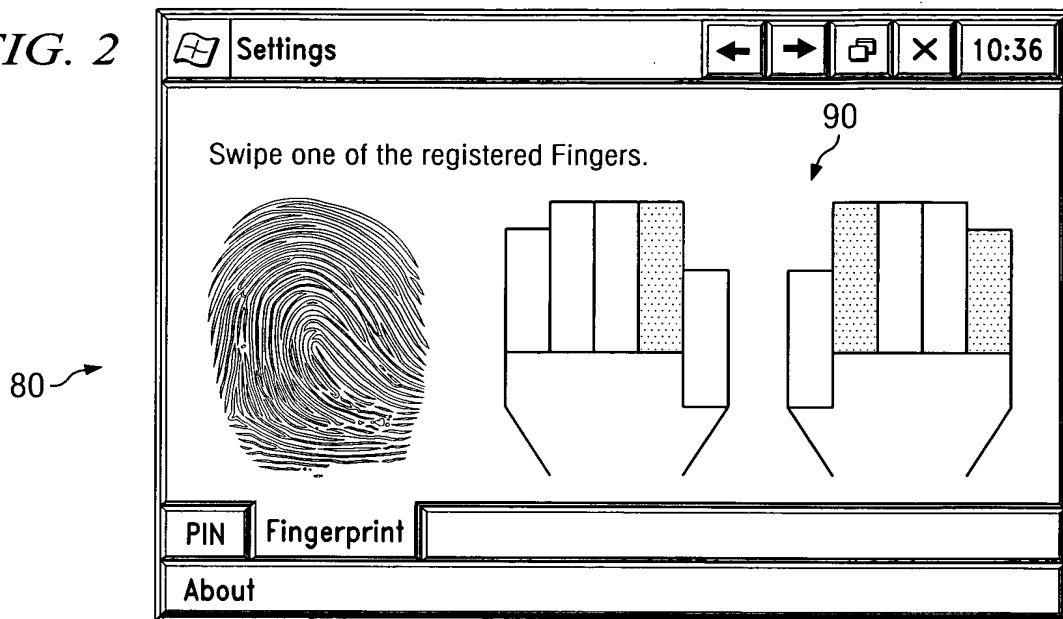 FIG. 2
Settings
10:36
90
Swipe one of the registered Fingers.
80
PIN Fingerprint
About